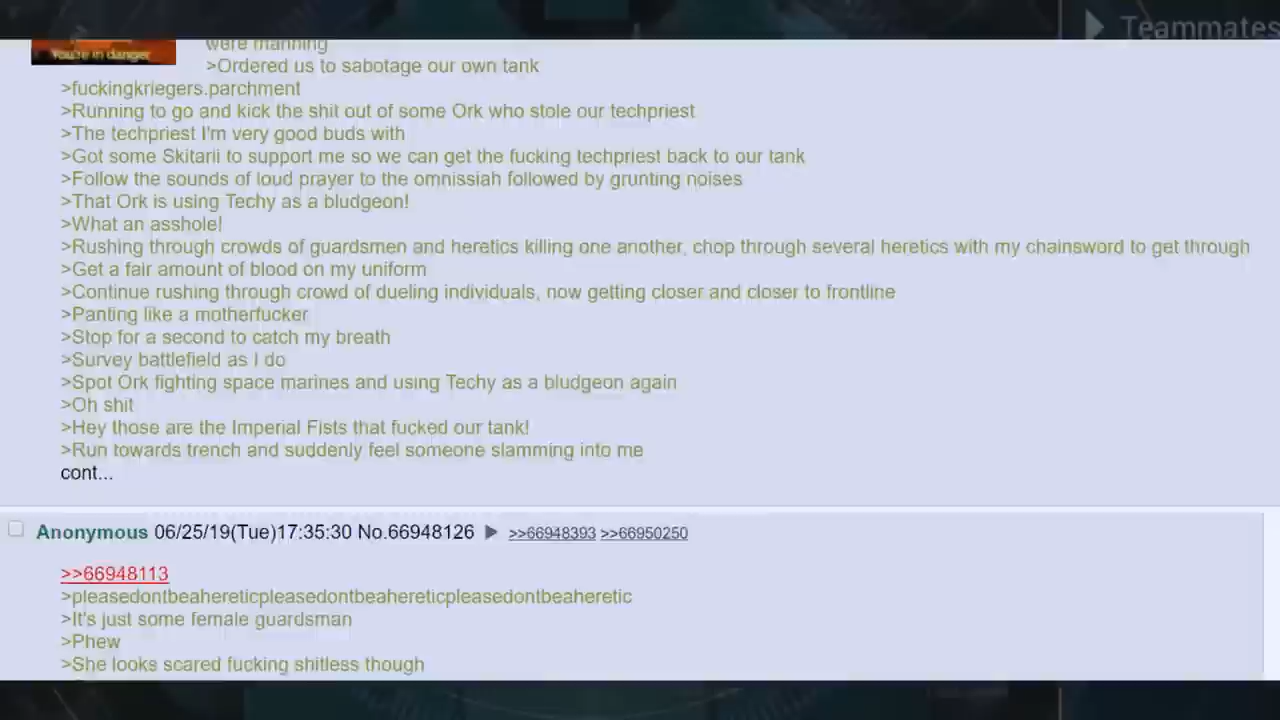 Teammates
You're in danger
were manning
>Ordered us to sabotage our own tank
>fuckingkriegers.parchment
>Running to go and kick the shit out of some Ork who stole our techpriest
>The techpriest I'm very good buds with
>Got some Skitarii to support me so we can get the fucking techpriest back to our tank
>Follow the sounds of loud prayer to the omnissiah followed by grunting noises
>That Ork is using Techy as a bludgeon!
>What an asshole!
>Rushing through crowds of guardsmen and heretics killing one another, chop through several heretics with my chainsword to get through
>Get a fair amount of blood on my uniform
>Continue rushing through crowd of dueling individuals, now getting closer and closer to frontline
>Panting like a motherfucker
>Stop for a second to catch my breath
>Survey battlefield as I do
>Spot Ork fighting space marines and using Techy as a bludgeon again
>Oh shit
>Hey those are the Imperial Fists that fucked our tank!
>Run towards trench and suddenly feel someone slamming into me
cont...
Anonymous 06/25/19(Tue)17:35:30 No.66948126 ▶ >>66948393 >>66950250
>>66948113
>pleasedontbeahereticpleasedontbeahereticpleasedontbeaheretic
>It's just some female guardsman
>Phew
>She looks scared fucking shitless though